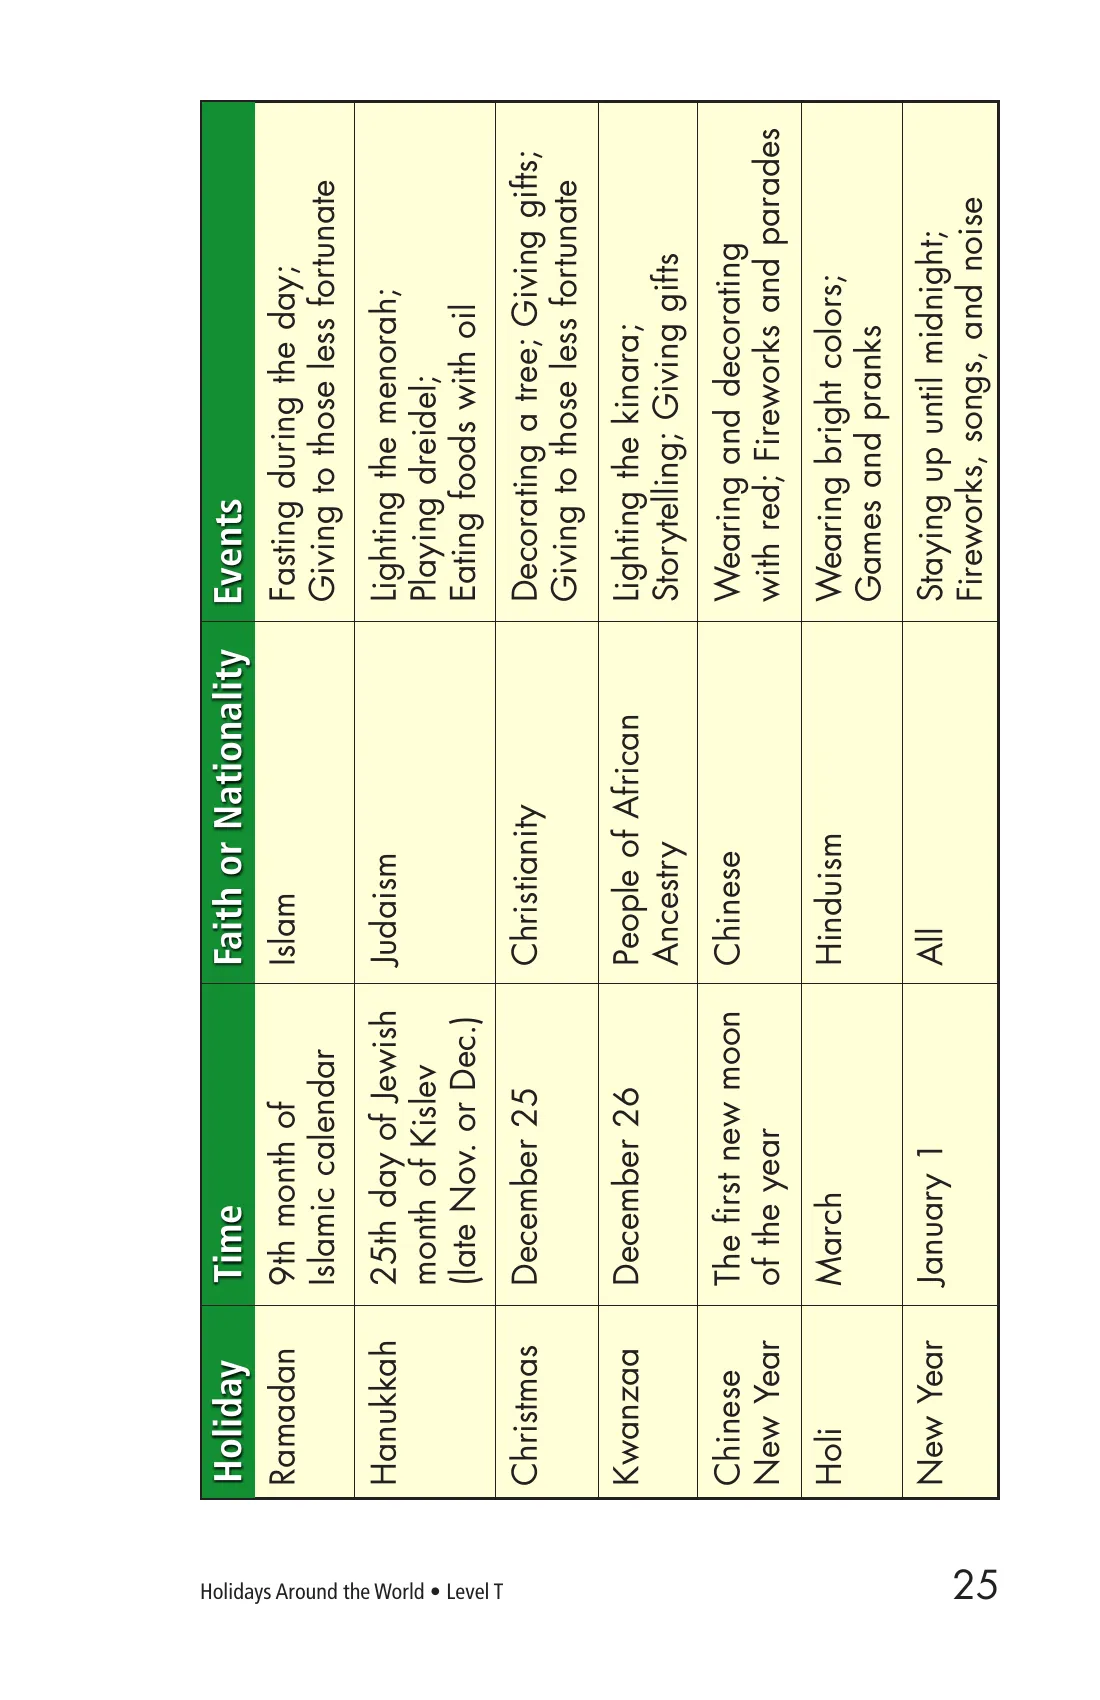 Holiday
Time
Faith or Nationality
Events
Ramadan
9th month of
Islamic calendar
Islam
Fasting during the day;
Giving to those less fortunate
Hanukkah
25th day of Jewish
month of Kislev
(late Nov. or Dec.)
Judaism
Lighting the menorah;
Playing dreidel;
Eating foods with oil
Christmas
December 25
Christianity
Decorating a tree; Giving gifts;
Giving to those less fortunate
Kwanzaa
December 26
People of African
Ancestry
Lighting the kinara;
Storytelling; Giving gifts
Chinese
New Year
The first new moon
of the year
Chinese
Wearing and decorating
with red; Fireworks and parades
Holi
March
Hinduism
Wearing bright colors;
Games and pranks
New Year
January 1
All
Staying up until midnight;
Fireworks, songs, and noise
Holidays Around the World • Level T
25